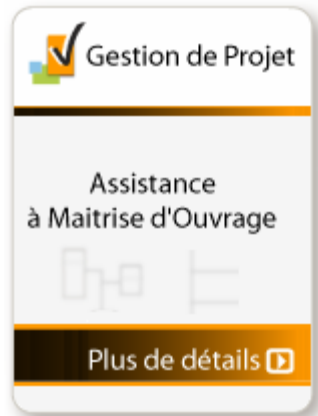 Gestion de Projet
Assistance
à Maitrise d'Ouvrage
Plus de détails